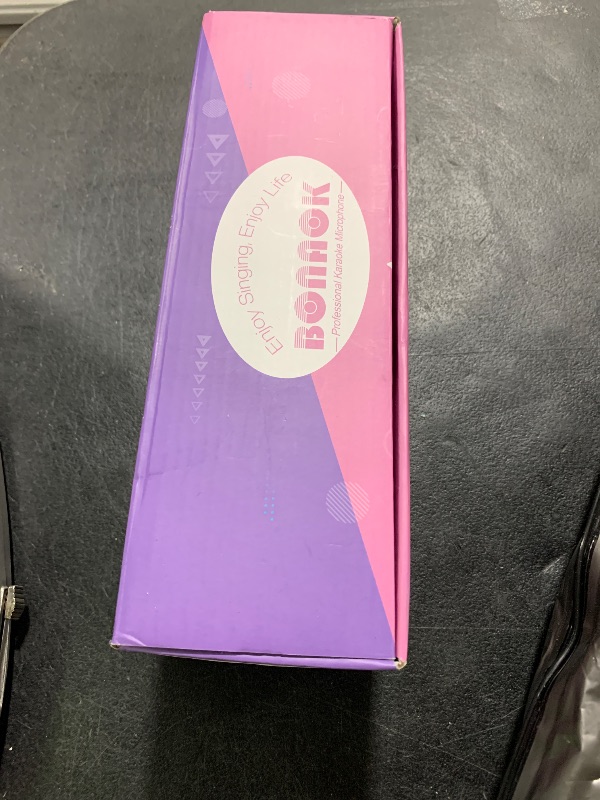 Enjoy Singing, Enjoy Life
BONAOK
Professional Karaoke Microphone